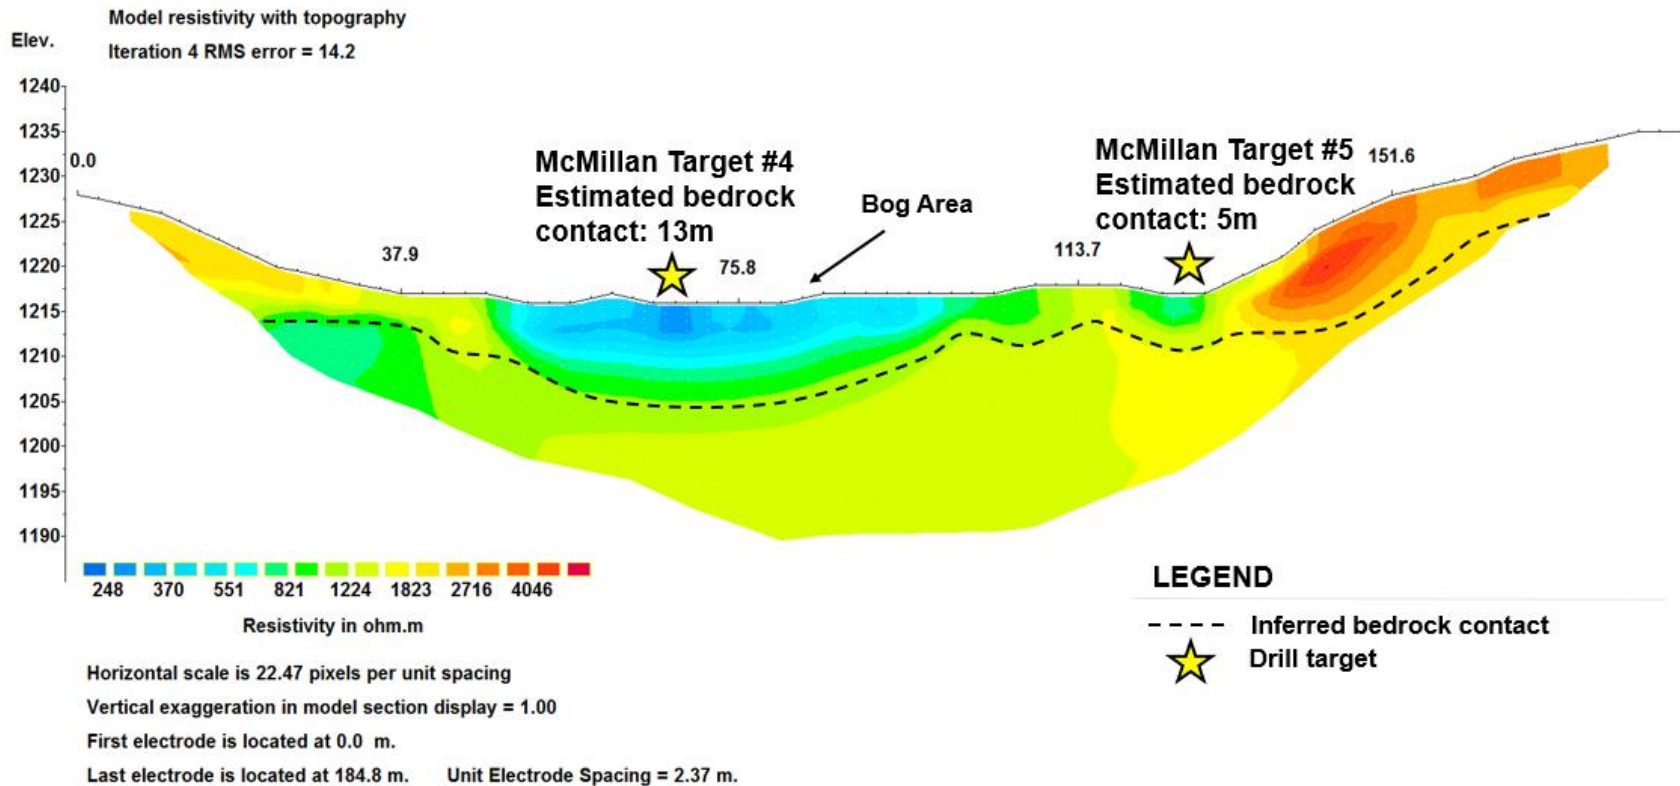 Model resistivity with topography
Elev.
Iteration 4 RMS error = 14.2
1240
1235
1230
1225
1220
1215
1210
1205
1200
1195
1190
0.0
37.9
McMillan Target #4
Estimated bedrock
contact: 13m
75.8
Bog Area
113.7
McMillan Target #5
Estimated bedrock
contact: 5m
151.6
248 370 551 821 1224 1823 2716 4046
Resistivity in ohm.m
Horizontal scale is 22.47 pixels per unit spacing
Vertical exaggeration in model section display = 1.00
First electrode is located at 0.0 m.
Last electrode is located at 184.8 m. Unit Electrode Spacing = 2.37 m.
LEGEND
Inferred bedrock contact
Drill target